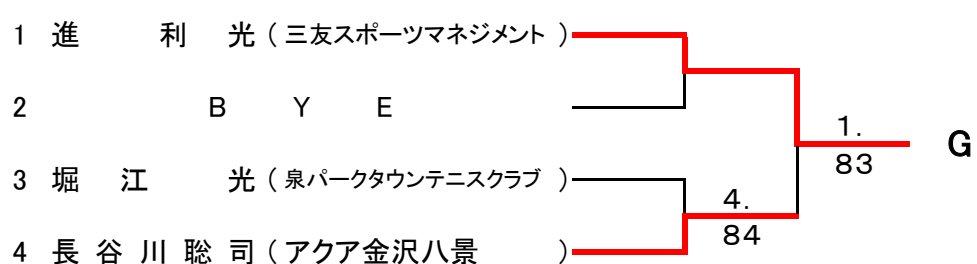 1 進 利 光 ( 三友スポーツマネジメント )
2 B Y E
1.
83
G
3 堀 江 光 ( 泉パークタウンテニスクラブ )
4.
84
4 長 谷 川 聡 司 ( アクア金沢八景 )